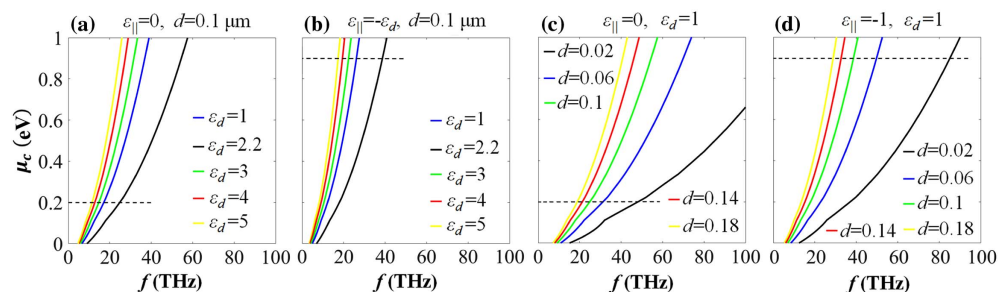 (a) ε||=0, d=0.1 μm
1
0.8
0.6
0.4
0.2
0
μc (eV)
εd=1
εd=2.2
εd=3
εd=4
εd=5
0 20 40 60 80 100
f (THz)
(b) ε||=-εd, d=0.1 μm
εd=1
εd=2.2
εd=3
εd=4
εd=5
0 20 40 60 80 100
f (THz)
(c) ε||=0, εd=1
d=0.02
d=0.06
d=0.1
d=0.14
d=0.18
0 20 40 60 80 100
f (THz)
(d) ε||=-1, εd=1
d=0.02
d=0.06
d=0.1
d=0.14 d=0.18
0 20 40 60 80 100
f (THz)